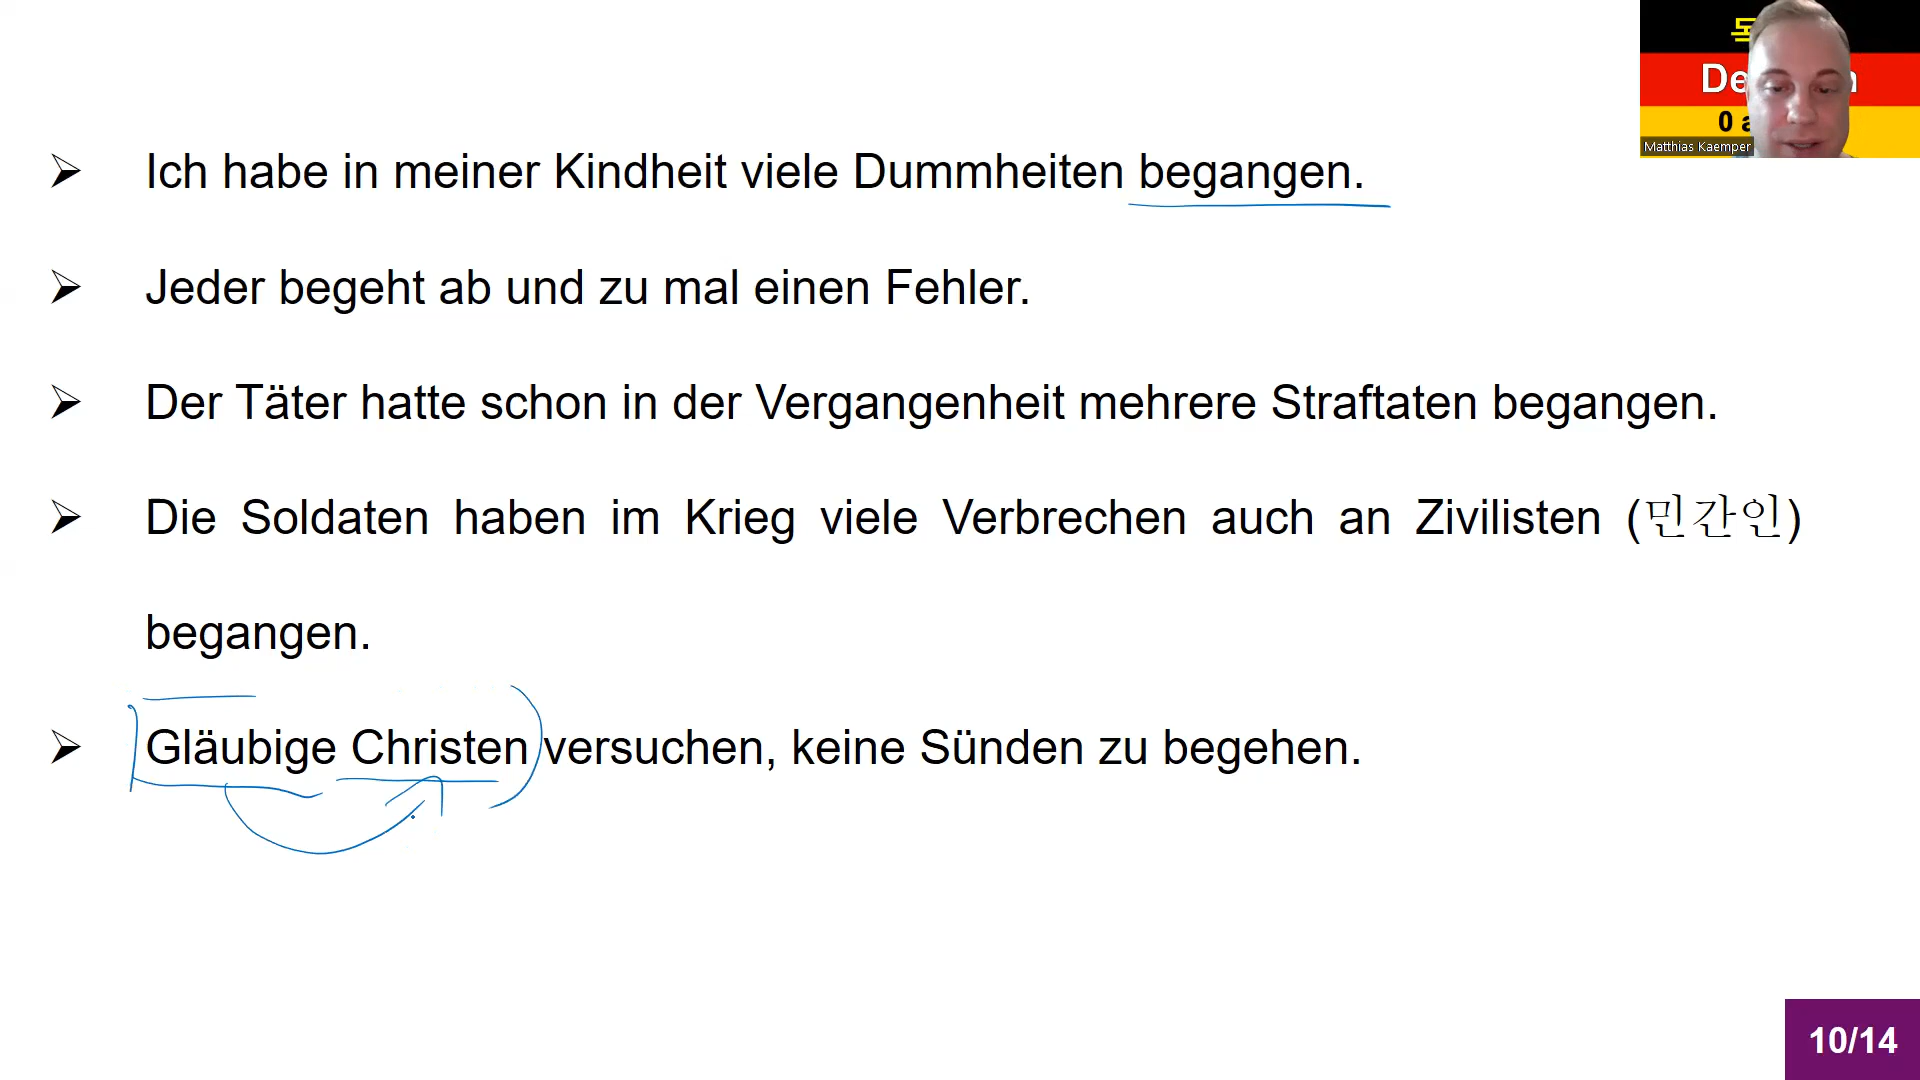 Ich habe in meiner Kindheit viele Dummheiten begangen.
Jeder begeht ab und zu mal einen Fehler.
Der Täter hatte schon in der Vergangenheit mehrere Straftaten begangen.
Die Soldaten haben im Krieg viele Verbrechen auch an Zivilisten (민간인)
begangen.
Gläubige Christen versuchen, keine Sünden zu begehen.
Matthias Kaemper
10/14